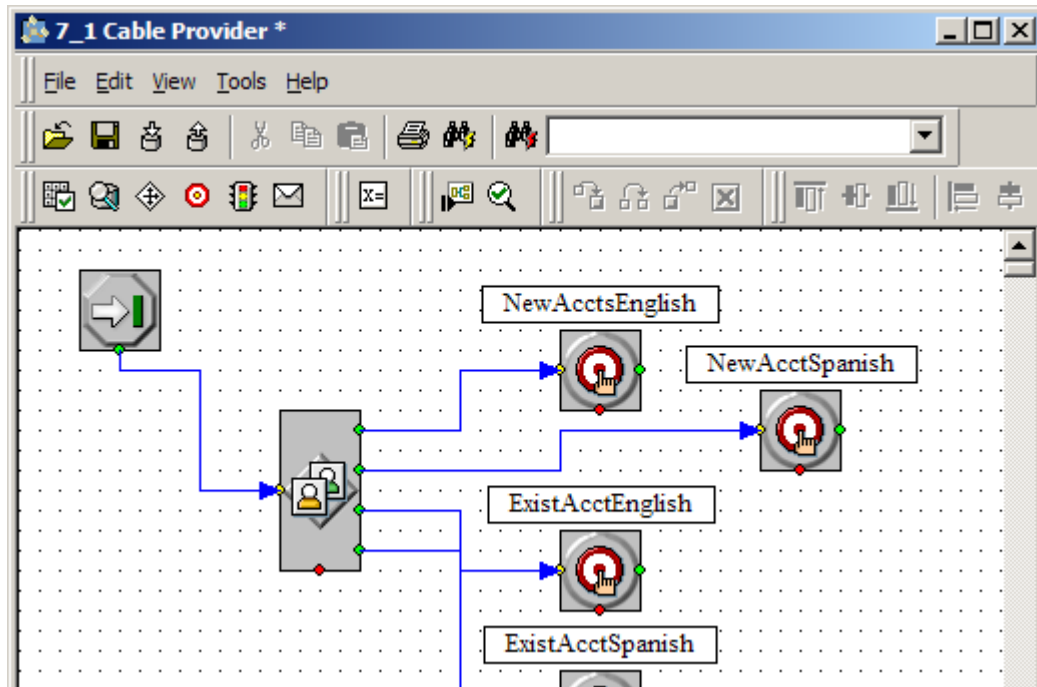 7_1 Cable Provider *
File Edit View Tools Help
X=
NewAcctsEnglish
NewAcctSpanish
ExistAcctEnglish
ExistAcctSpanish